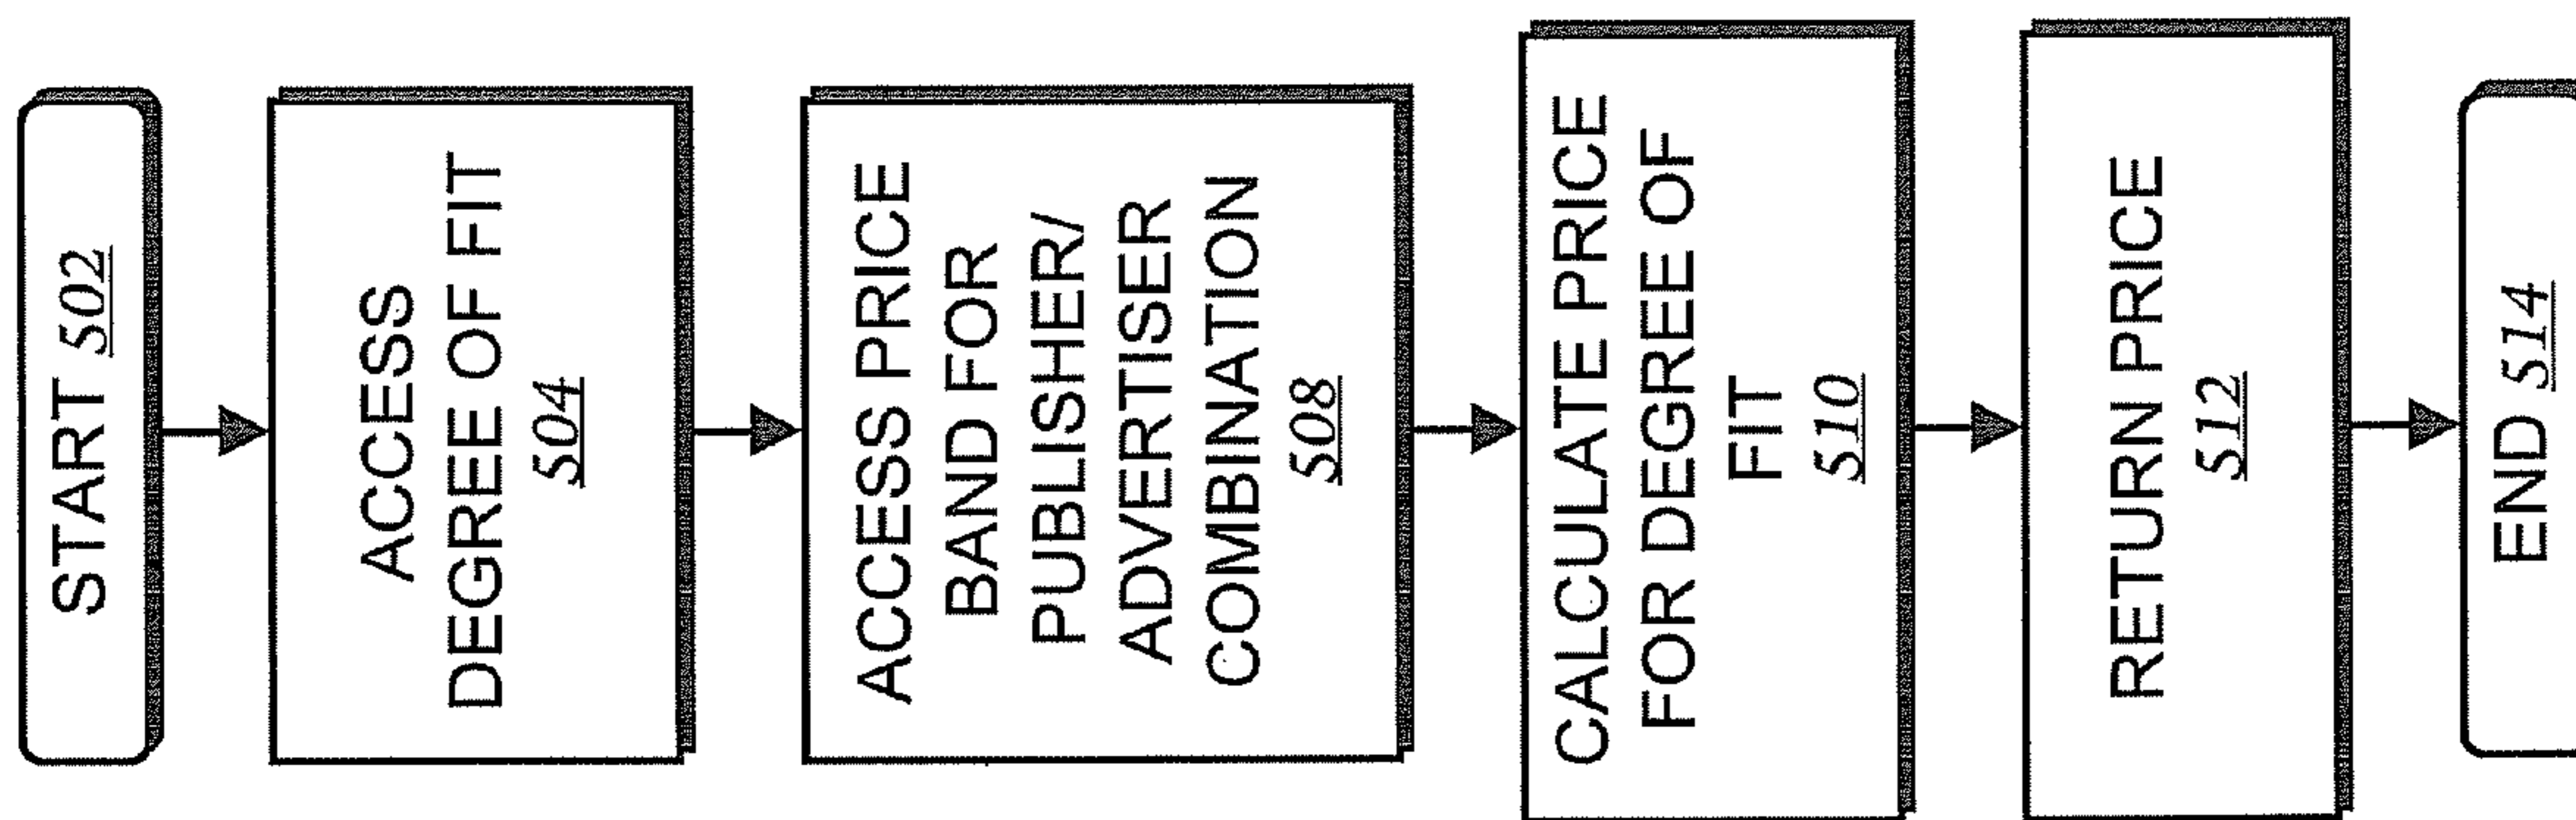 START 502
ACCESS
DEGREE OF FIT
504
ACCESS PRICE
BAND FOR
PUBLISHER/
ADVERTISER
COMBINATION
508
CALCULATE PRICE
FOR DEGREE OF
FIT
510
RETURN PRICE
512
END 514